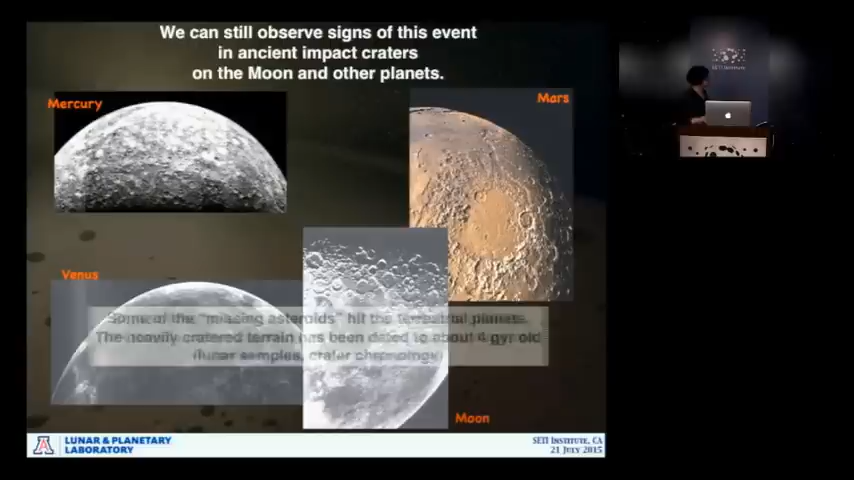 We can still observe signs of this event
in ancient impact craters
on the Moon and other planets.
Mercury
Mars
Venus
Some of the "missing asteroids" hit the terrestrial planets.
The heavily cratered terrain has been dated to about 4 gyr old
(lunar samples, crater chronology)
Moon
LUNAR & PLANETARY
LABORATORY
SETI INSTITUTE, CA
21 JULY 2015
SETI INSTITUTE